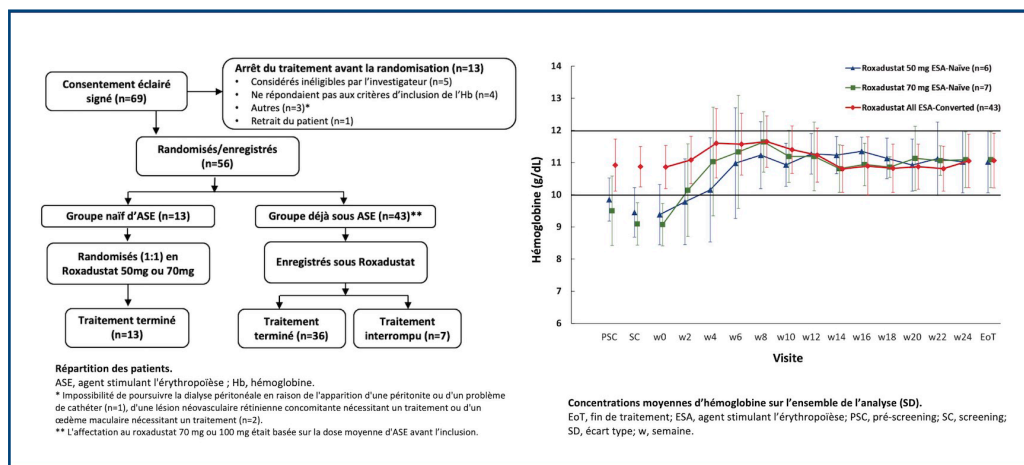 Consentement éclairé
signé (n=69)
Arrêt du traitement avant la randomisation (n=13)
• Considérés inéligibles par l'investigateur (n=5)
• Ne répondaient pas aux critères d'inclusion de l'Hb (n=4)
• Autres (n=3)*
• Retrait du patient (n=1)
Randomisés/enregistrés
(n=56)
Groupe naïf d'ASE (n=13)
Groupe déjà sous ASE (n=43)**
Randomisés (1:1) en
Roxadustat 50mg ou 70mg
Enregistrés sous Roxadustat
Traitement terminé
(n=13)
Traitement
terminé (n=36)
Traitement
interrompu (n=7)
Répartition des patients.
ASE, agent stimulant l'érythropoïèse ; Hb, hémoglobine.
* Impossibilité de poursuivre la dialyse péritonéale en raison de l'apparition d'une péritonite ou d'un problème
de cathéter (n=1), d'une lésion néovasculaire rétinienne concomitante nécessitant un traitement ou d'un
œdème maculaire nécessitant un traitement (n=2).
** L'affectation au roxadustat 70 mg ou 100 mg était basée sur la dose moyenne d'ASE avant l'inclusion.
Roxadustat 50 mg ESA-Naïve (n=6)
Roxadustat 70 mg ESA-Naïve (n=7)
Roxadustat All ESA-Converted (n=43)
Hémoglobine (g/dL)
14
13
12
11
10
9
8
7
6
PSC SC w0 w2 w4 w6 w8 w10 w12 w14 w16 w18 w20 w22 w24 EoT
Visite
Concentrations moyennes d'hémoglobine sur l'ensemble de l'analyse (SD).
EoT, fin de traitement; ESA, agent stimulant l'érythropoïèse; PSC, pré-screening; SC, screening;
SD, écart type; w, semaine.